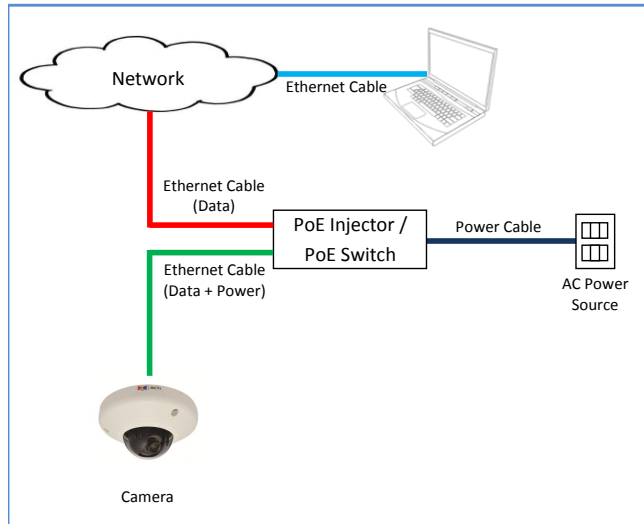 Network
Ethernet Cable
Ethernet Cable
(Data)
PoE Injector /
PoE Switch
Power Cable
Ethernet Cable
(Data + Power)
AC Power
Source
Camera